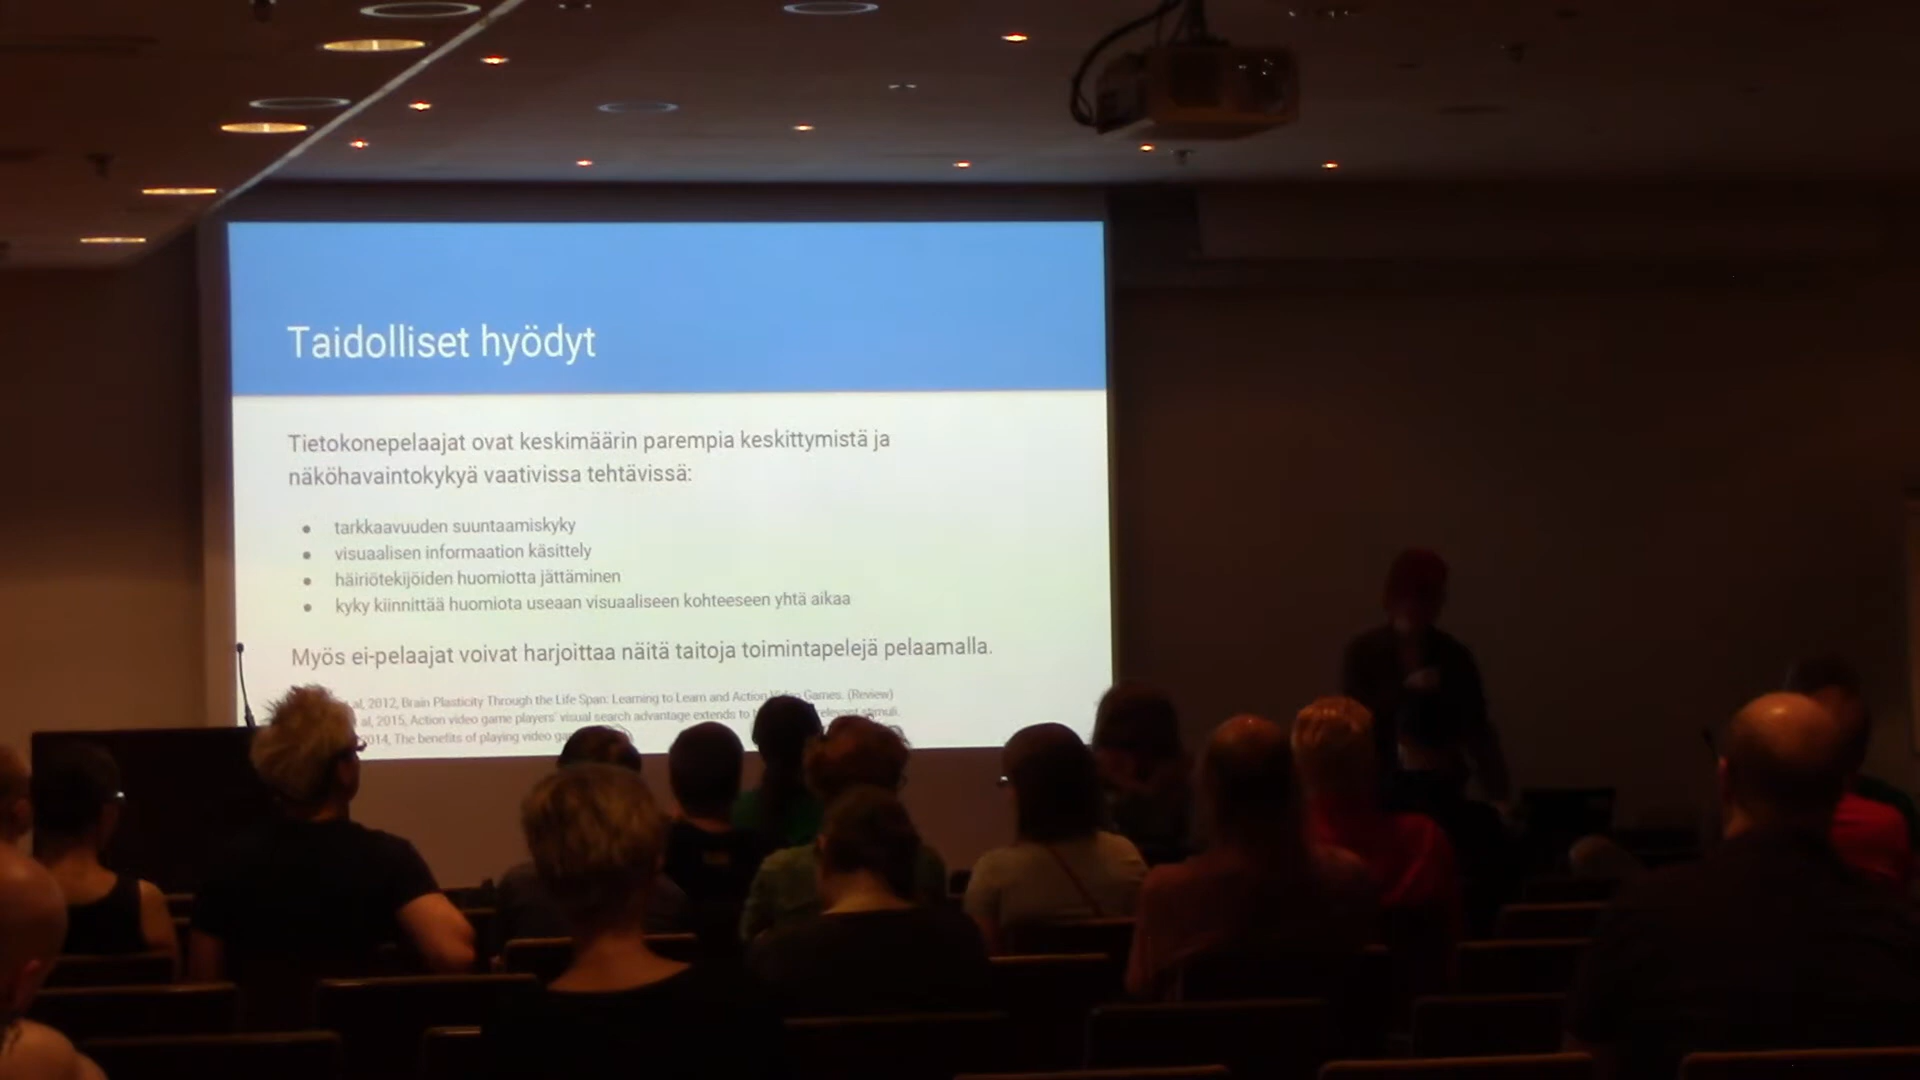 Taidolliset hyödyt
Tietokonepelaajat ovat keskimäärin parempia keskittymistä ja
näköhavaintokykyä vaativissa tehtävissä:
• tarkkaavuuden suuntaamiskyky
• visuaalisen informaation käsittely
• häiriötekijöiden huomiotta jättäminen
• kyky kiinnittää huomiota useaan visuaaliseen kohteeseen yhtä aikaa
Myös ei-pelaajat voivat harjoittaa näitä taitoja toimintapelejä pelaamalla.
al, 2012, Brain Plasticity Through the Life Span: Learning to Learn and Action Video Games. (Review)
al, 2015, Action video game players' visual search advantage extends to stimuli.
2014, The benefits of playing video